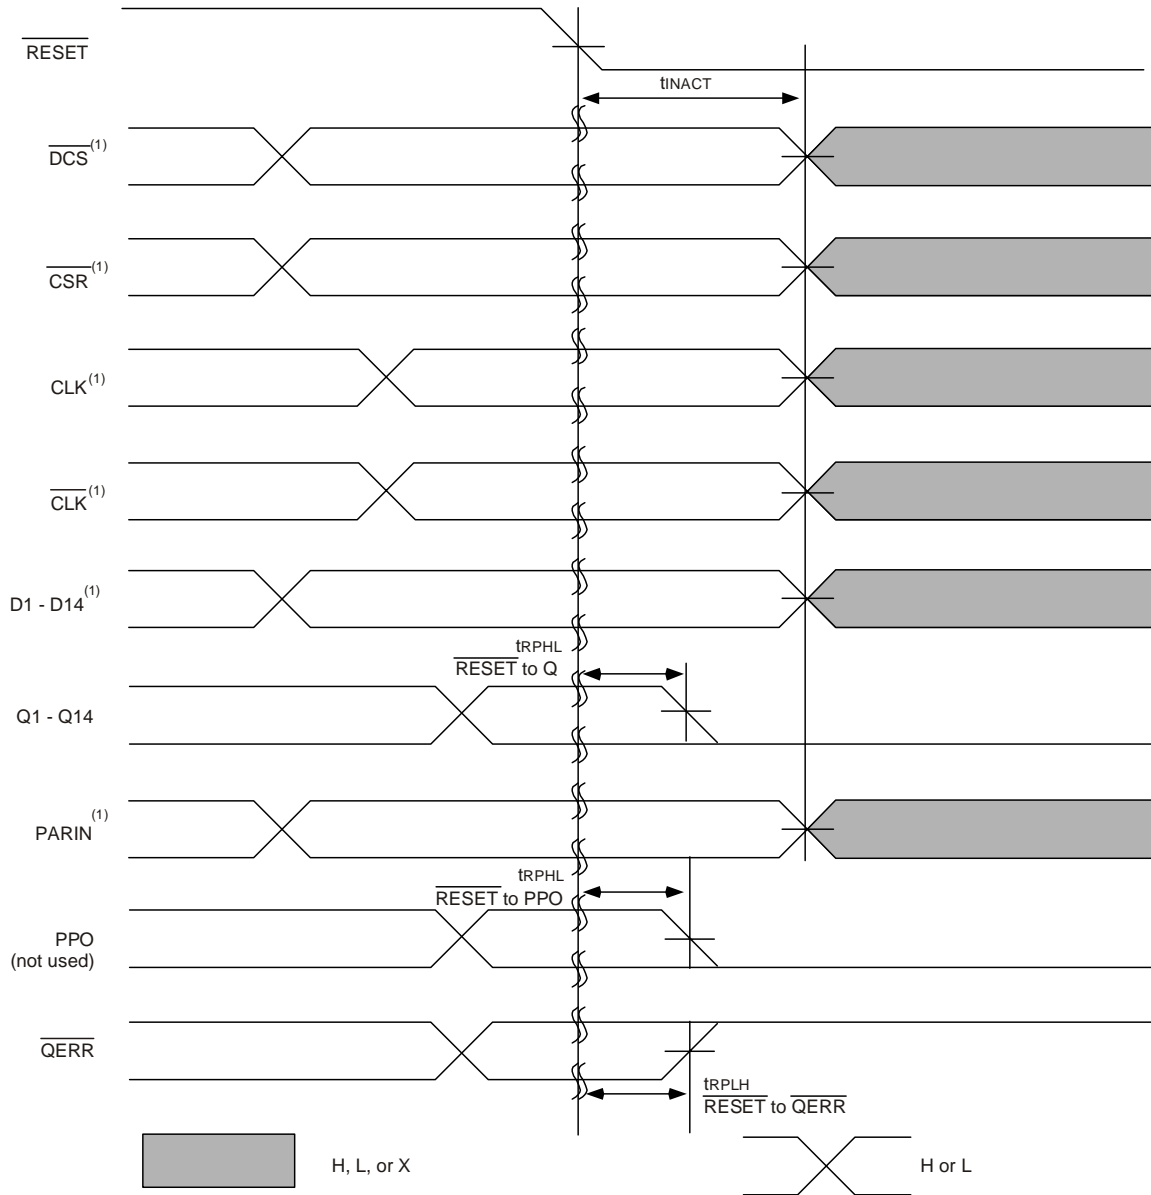 RESET
tINACT
DCS(1)
CSR(1)
CLK(1)
CLK(1)
D1 - D14(1)
tRPHL
RESET to Q
Q1 - Q14
PARIN(1)
tRPHL
RESET to PPO
PPO
(not used)
QERR
tRPLH
RESET to QERR
H, L, or X
H or L